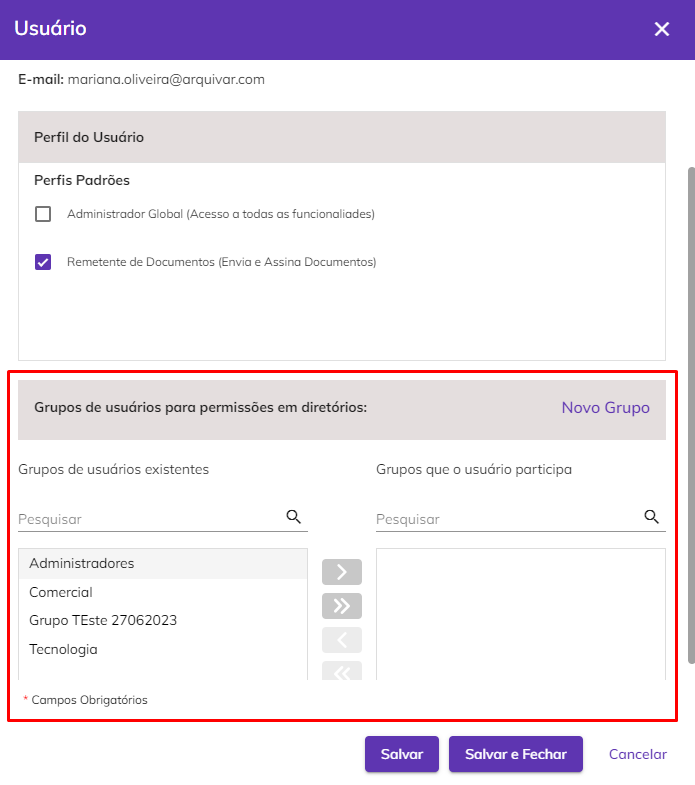 Usuário
E-mail: mariana.oliveira@arquivar.com
Perfil do Usuário
Perfis Padrões
Administrador Global (Acesso a todas as funcionaliades)
Remetente de Documentos (Envia e Assina Documentos)
Grupos de usuários para permissões em diretórios:
Novo Grupo
Grupos de usuários existentes
Grupos que o usuário participa
Pesquisar
Pesquisar
Administradores
Comercial
Grupo TEste 27062023
Tecnologia
* Campos Obrigatórios
Salvar
Salvar e Fechar
Cancelar